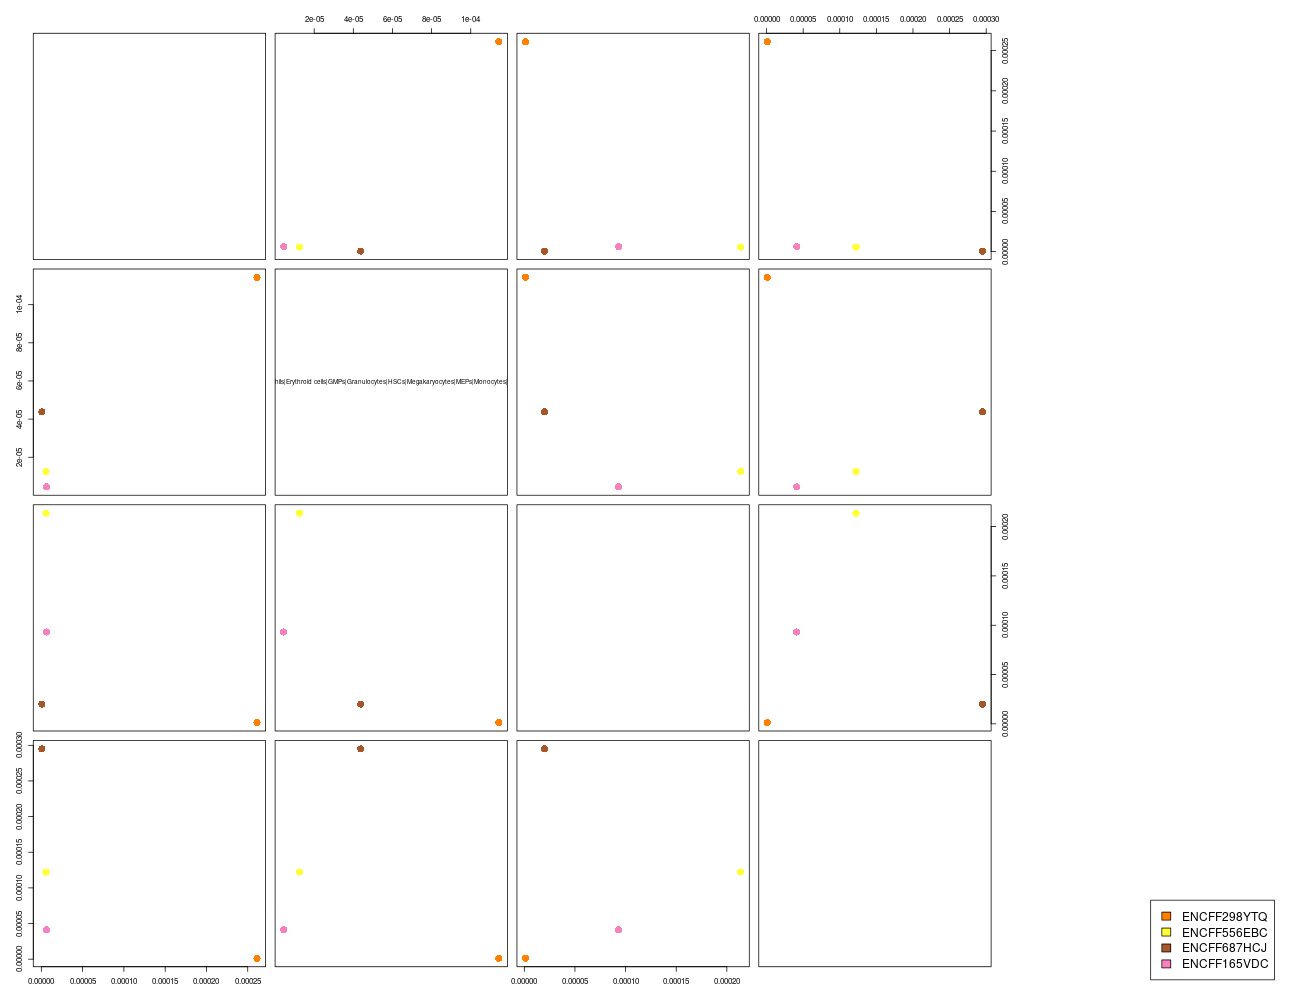 2e-05 4e-05 6e-05 8e-05 1e-04
0.00000 0.00005 0.00010 0.00015 0.00020 0.00025 0.00030
0.00000 0.00005 0.00010 0.00015 0.00020 0.00025
2e-05 4e-05 6e-05 8e-05 1e-04
hils|Erythroid cells|GMPs|Granulocytes|HSCs|Megakaryocytes|MEPs|Monocytes|
0.00000 0.00005 0.00010 0.00015 0.00020
0.00000 0.00005 0.00010 0.00015 0.00020 0.00025 0.00030
0.00000 0.00005 0.00010 0.00015 0.00020 0.00025
0.00000 0.00005 0.00010 0.00015 0.00020
ENCFF298YTQ
ENCFF556EBC
ENCFF687HCJ
ENCFF165VDC